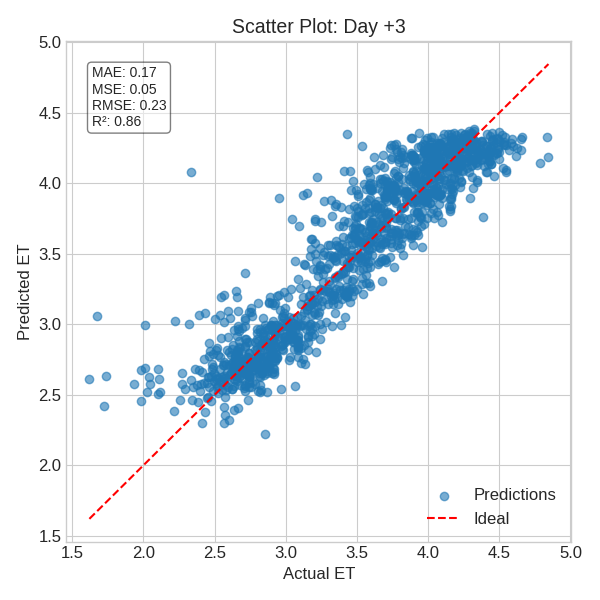 Scatter Plot: Day +3
MAE: 0.17
MSE: 0.05
RMSE: 0.23
R²: 0.86
Predicted ET
5.0
4.5
4.0
3.5
3.0
2.5
2.0
1.5
Predictions
Ideal
1.5 2.0 2.5 3.0 3.5 4.0 4.5 5.0
Actual ET